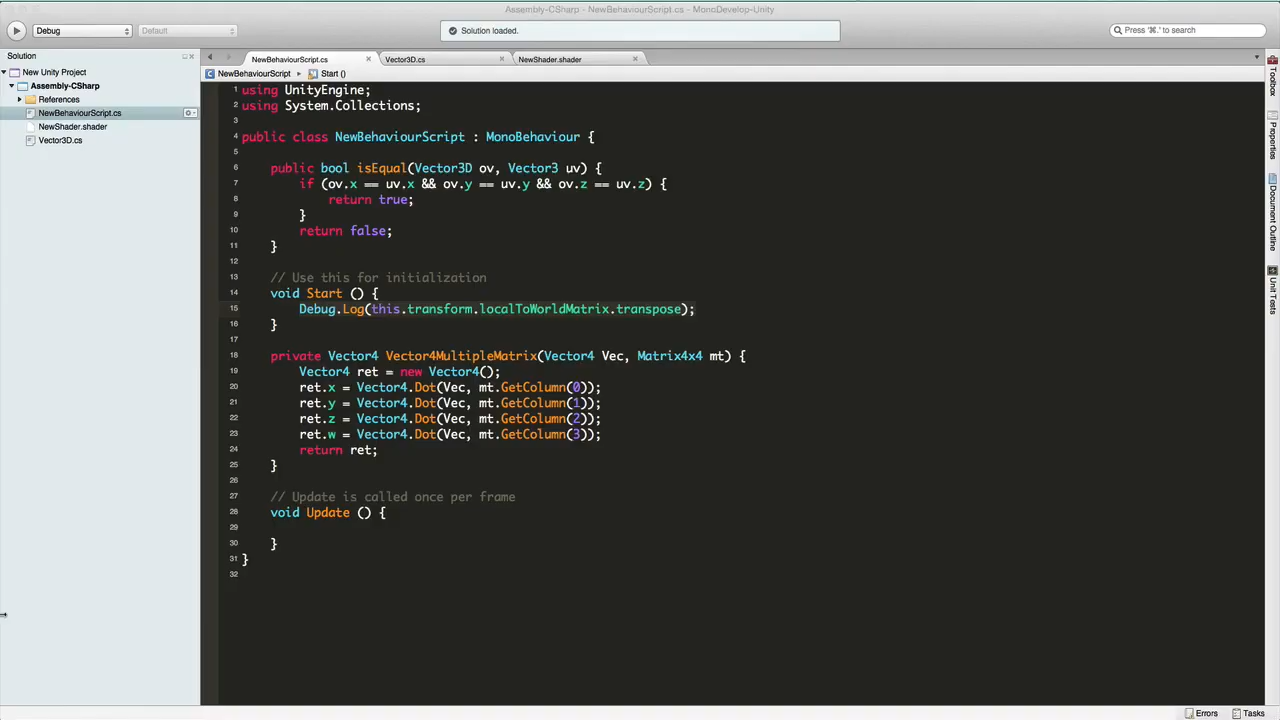 Assembly-CSharp - NewBehaviourScript.cs - MonoDevelop-Unity
Debug
Default
Solution loaded.
Press '⌘.' to search
Solution
NewBehaviourScript.cs
Vector3D.cs
NewShader.shader
New Unity Project
NewBehaviourScript
Start ()
Assembly-CSharp
References
NewBehaviourScript.cs
NewShader.shader
Vector3D.cs
1 using UnityEngine;
2 using System.Collections;
3
4 public class NewBehaviourScript : MonoBehaviour {
5
6 public bool isEqual(Vector3D ov, Vector3 uv) {
7 if (ov.x == uv.x && ov.y == uv.y && ov.z == uv.z) {
8 return true;
9 }
10 return false;
11 }
12
13 // Use this for initialization
14 void Start () {
15 Debug.Log(this.transform.localToWorldMatrix.transpose);
16 }
17
18 private Vector4 Vector4MultipleMatrix(Vector4 Vec, Matrix4x4 mt) {
19 Vector4 ret = new Vector4();
20 ret.x = Vector4.Dot(Vec, mt.GetColumn(0));
21 ret.y = Vector4.Dot(Vec, mt.GetColumn(1));
22 ret.z = Vector4.Dot(Vec, mt.GetColumn(2));
23 ret.w = Vector4.Dot(Vec, mt.GetColumn(3));
24 return ret;
25 }
26
27 // Update is called once per frame
28 void Update () {
29
30 }
31 }
32
Toolbox
Properties
Document Outline
Unit Tests
Errors
Tasks